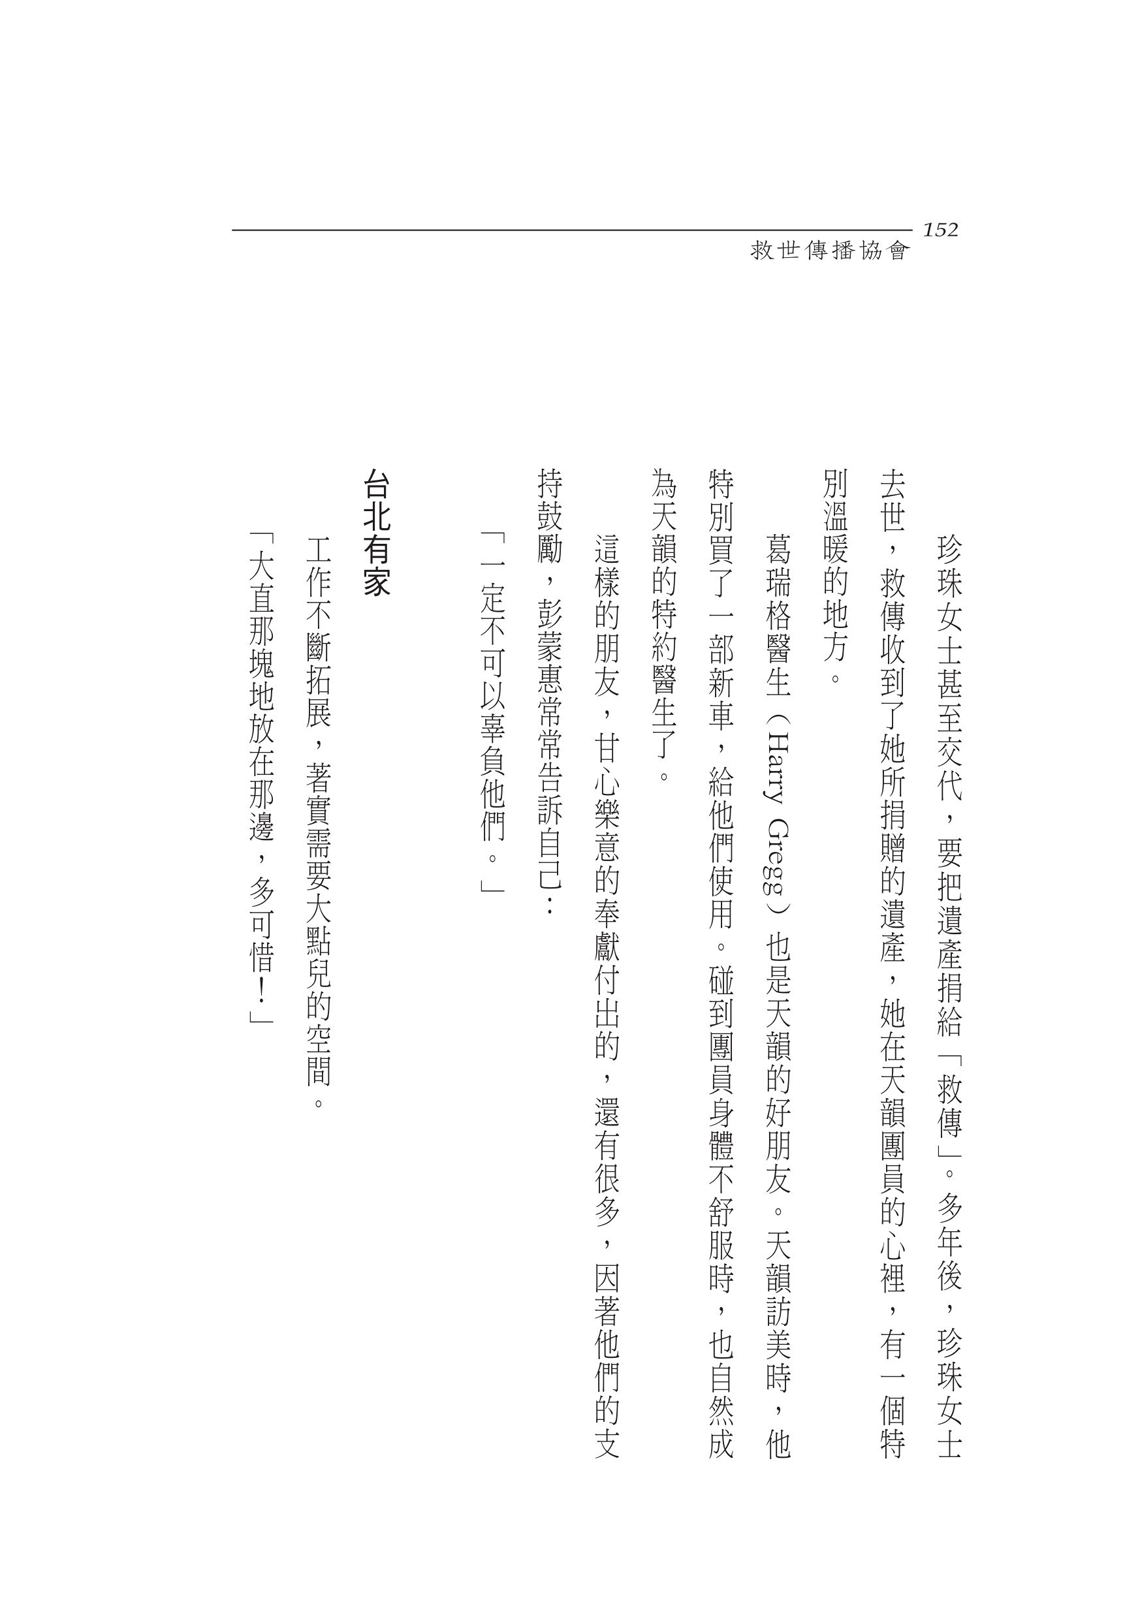 152
救世傳播協會
珍珠女士甚至交代，要把遺產捐給「救傳」。多年後，珍珠女士
去世，救傳收到了她所捐贈的遺產，她在天韻團員的心裡，有一個特
別溫暖的地方。
葛瑞格醫生（Harry Gregg）也是天韻的好朋友。天韻訪美時，他
特別買了一部新車，給他們使用。碰到團員身體不舒服時，也自然成
為天韻的特約醫生了。
這樣的朋友，甘心樂意的奉獻付出的，還有很多，因著他們的支
持鼓勵，彭蒙惠常常告訴自己：
「一定不可以辜負他們。」
台北有家
工作不斷拓展，著實需要大點兒的空間。
「大直那塊地放在那邊，多可惜！」